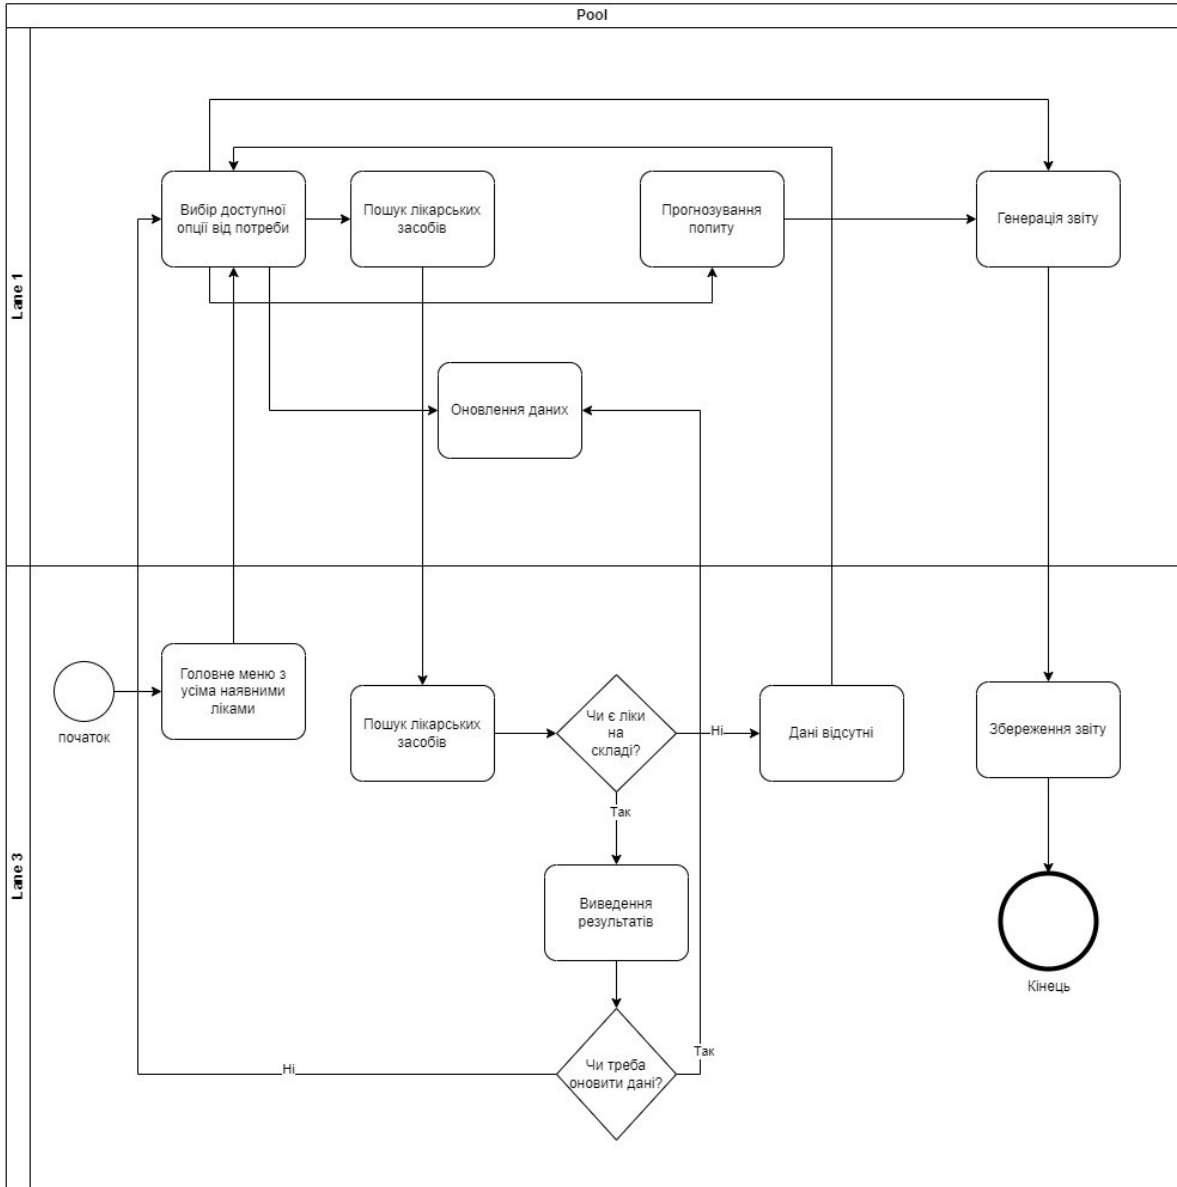 Pool
Lane 1
Вибір доступної
опції від потреби
Пошук лікарських
засобів
Прогнозування
попиту
Генерація звіту
Оновлення даних
Lane 3
початок
Головне меню з
усіма наявними
ліками
Пошук лікарських
засобів
Чи є ліки
на
складі?
Ні
Дані відсутні
Збереження звіту
Так
Виведення
результатів
Кінець
Чи треба
оновити дані?
Ні
Так